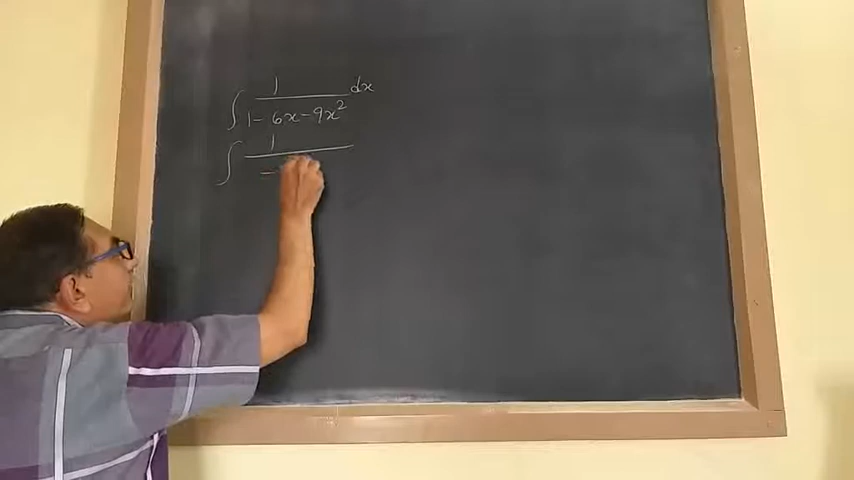 ∫ 1/(1 - 6x - 9x²) dx
∫ 1/(-